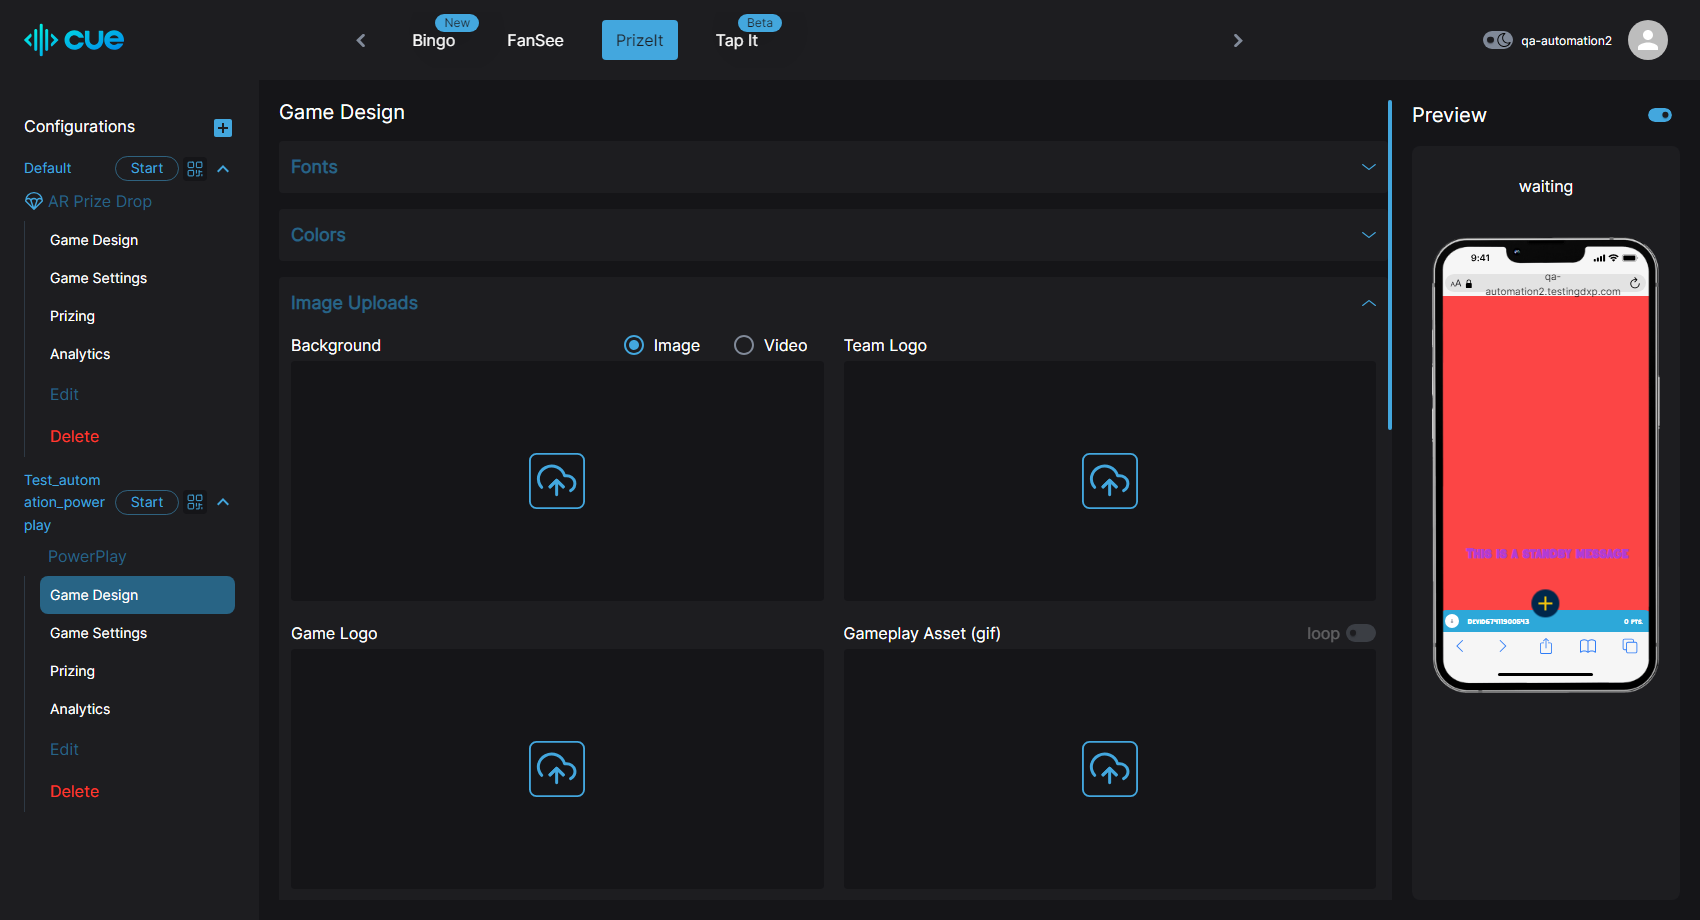 cue
New
Beta
Bingo
FanSee
PrizeIt
Tap It
qa-automation2
Configurations
Default
Start
AR Prize Drop
Game Design
Game Settings
Prizing
Analytics
Edit
Delete
Test_autom
ation_power
play
Start
PowerPlay
Game Design
Game Settings
Prizing
Analytics
Edit
Delete
Game Design
Fonts
Colors
Image Uploads
Background
Image
Video
Team Logo
Game Logo
Gameplay Asset (gif)
loop
Preview
waiting
9:41
AA
qa-
automation2.testingdxp.com
This is a standby message
0 Pts.